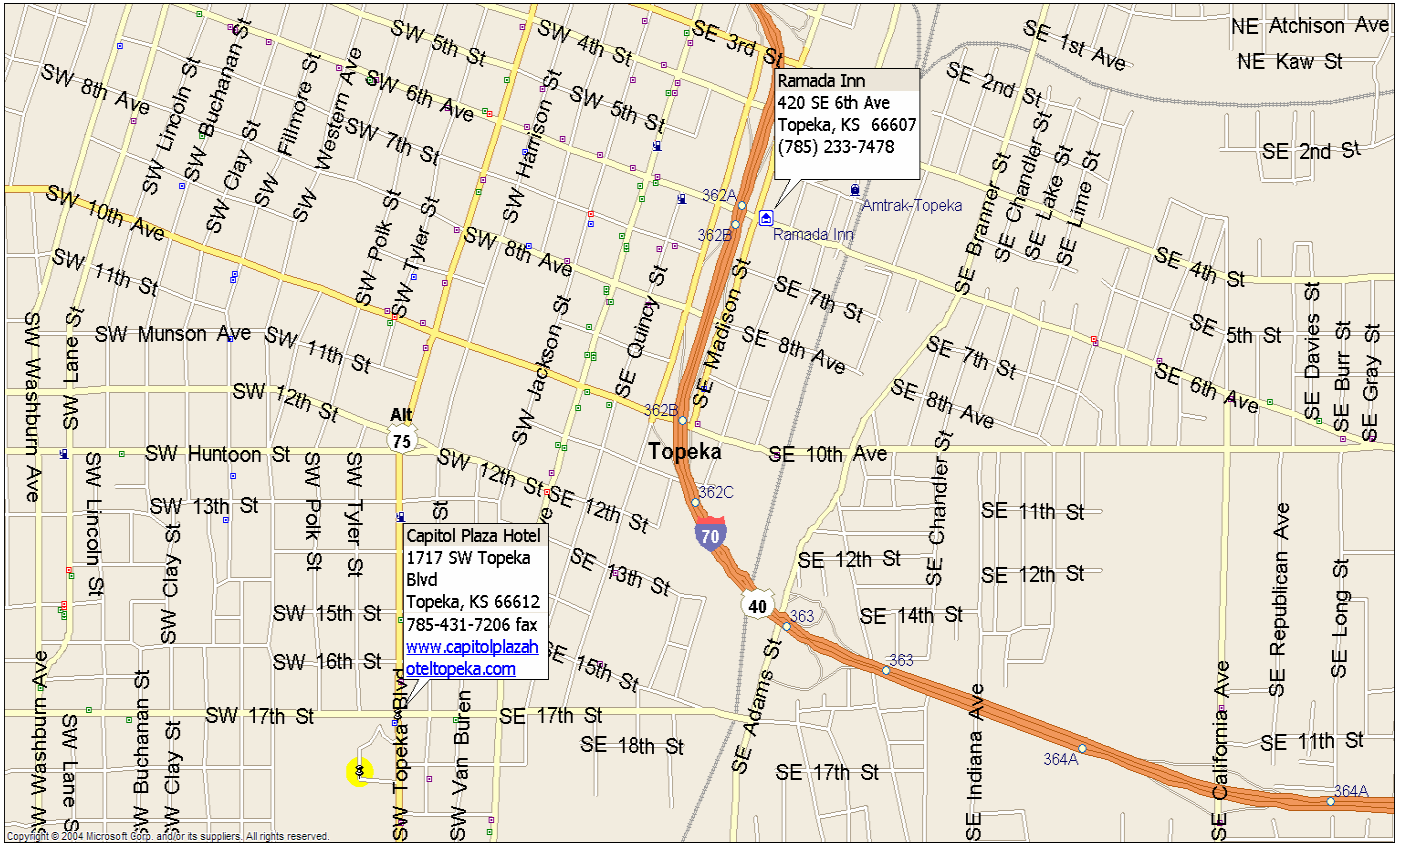 SW 5th St
SW 4th St
SE 3rd St
SE 1st Ave
NE Atchison Ave
NE Kaw St
SW 8th Ave
SW Lincoln St
SW Buchanan St
SW Clay St
SW Fillmore St
SW Western Ave
SW 6th Ave
SW 7th St
SW Harrison St
SW 5th St
SE 2nd St
SE 2nd St
Ramada Inn
420 SE 6th Ave
Topeka, KS 66607
(785) 233-7478
362A
362B
Ramada Inn
Amtrak-Topeka
SE Branner St
SE Chandler St
SE Lake St
SE Lime St
SW 10th Ave
SW 11th St
SW Polk St
SW Tyler St
SW 8th Ave
SE Quincy St
SE Madison St
SE 7th St
SE 4th St
SE 5th St
SE Davies St
SE Burr St
SE Gray St
SW Washburn Ave
SW Lane St
SW Munson Ave
SW 11th St
SW Jackson St
SE 8th Ave
SE 7th St
SE 8th Ave
SE 6th Ave
SW 12th St
Alt
75
362B
Topeka
SE 10th Ave
SW Huntoon St
SW 12th St
SE 12th St
362C
70
SW 13th St
SW Lincoln St
SW Polk St
SW Tyler St
St
Ave
SE Chandler St
SE 11th St
SE 12th St
SE 12th St
SE 13th St
SW Clay St
Capitol Plaza Hotel
1717 SW Topeka
Blvd
Topeka, KS 66612
785-431-7206 fax
www.capitolplazah
oteltopeka.com
40
363
363
SE 14th St
SE Republican Ave
SE Long St
SW 15th St
SW 16th St
SE 15th St
SE Adams St
SW Washburn Ave
SW Lane St
SW Buchanan St
SW Clay St
SW 17th St
SW Topeka Blvd
SW Van Buren
SE 17th St
SE 18th St
SE 17th St
SE Indiana Ave
364A
SE California Ave
SE 11th St
364A
Copyright © 2004 Microsoft Corp. and/or its suppliers. All rights reserved.